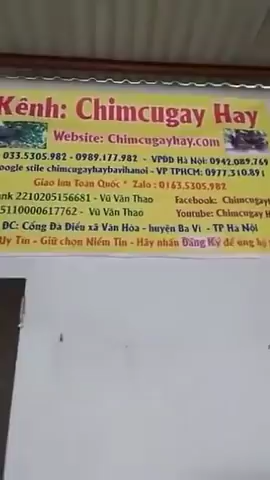 Kênh: Chimcugay Hay
Website: Chimcugayhay.com
033.5305.982 - 0989.177.982 - VPĐD Hà Nội: 0942.089.769
oogle stile chimcugayhaybavihanoi - VP TPHCM: 0977.310.891
Giao lưu Toàn Quốc * Zalo : 0163.5305.982
ank 2210205156681 - Vũ Văn Thao Facebook: Chimcugayh
5110000617762 - Vũ Văn Thao Youtube: Chimcugay H
ĐC: Cổng Đá Điều xã Vân Hòa - huyện Ba Vì - TP Hà Nội
Uy Tín - Giữ chọn Niềm Tin - Hãy nhấn Đăng Ký để ủng hộ